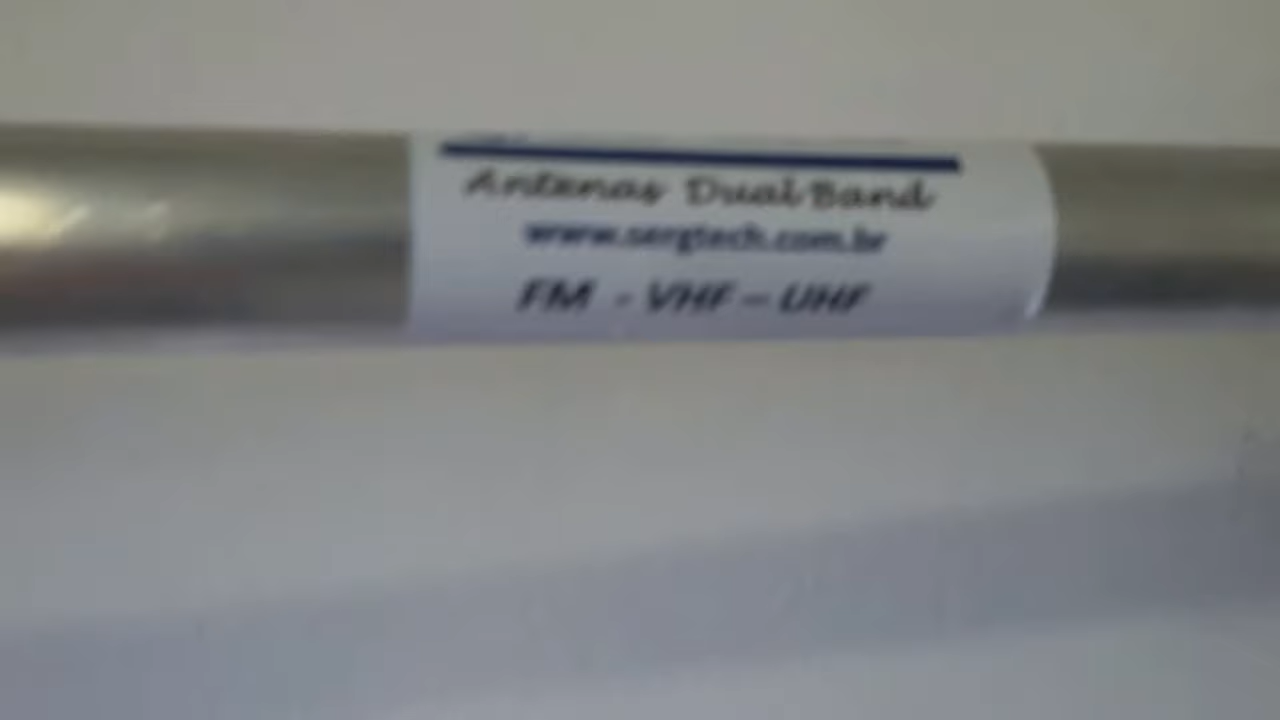 Antenas Dual Band
www.sergtech.com.br
FM - VHF – UHF